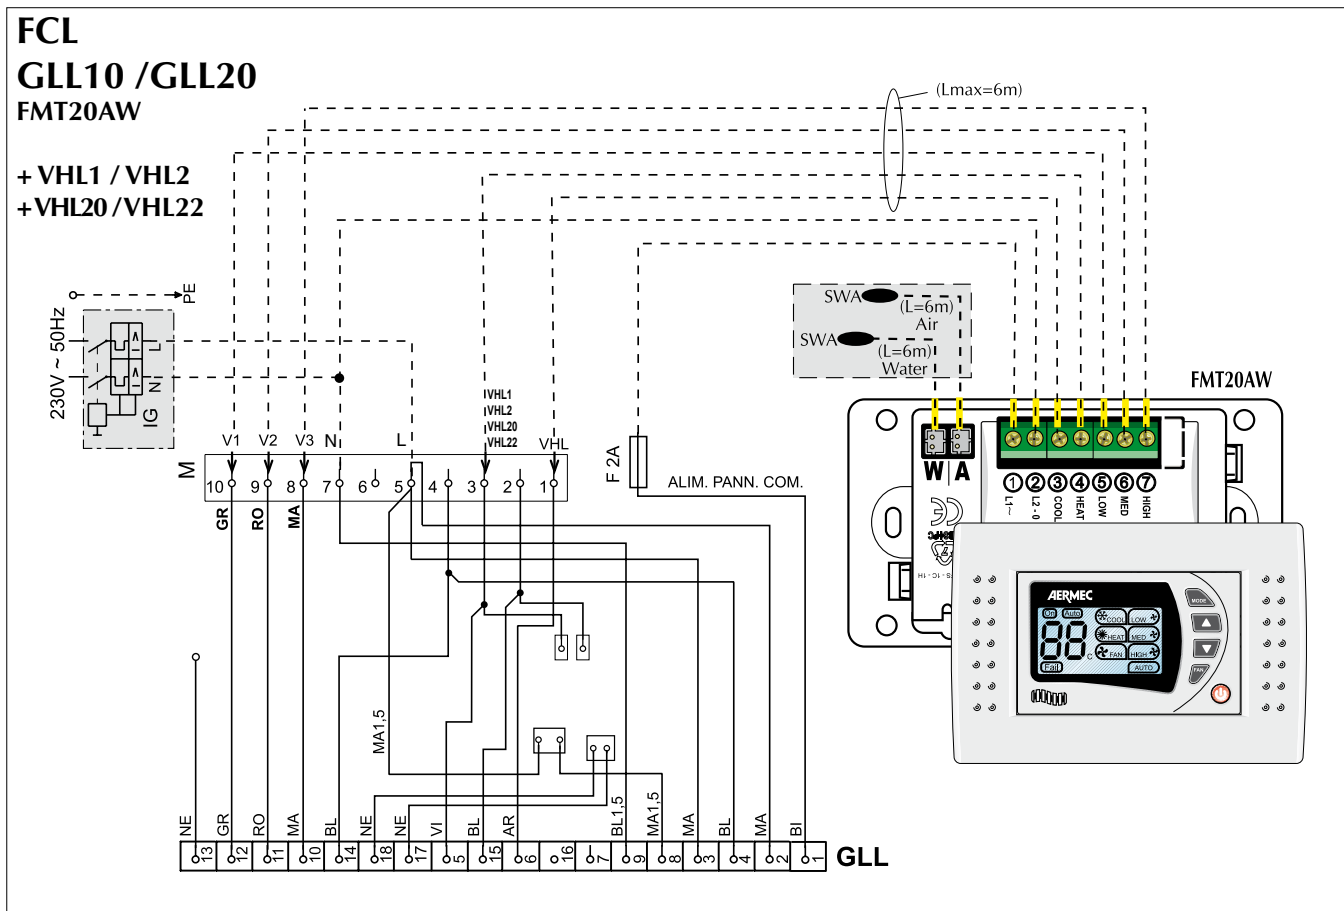 FCL
GLL10 /GLL20
FMT20AW
+ VHL1 / VHL2
+VHL20 /VHL22
(Lmax=6m)
PE
230V ~ 50Hz
L
N
IG
SWA
(L=6m)
Air
SWA
(L=6m)
Water
FMT20AW
VHL1
VHL2
VHL20
VHL22
V1 V2 V3 N L VHL
M
10 9 8 7 6 5 4 3 2 1
GR RO MA
F 2A
ALIM. PANN. COM.
W A
1 2 3 4 5 6 7
L1~ L2 - 0 COOL HEAT LOW MED HIGH
CE
AERMEC
On Auto
88
C
Fail
COOL LOW
HEAT MED
FAN HIGH
AUTO
MODE
FAN
MA1,5
NE GR RO MA BL NE NE VI BL AR BL1,5 MA1,5 MA BL MA BI
13 12 11 10 14 18 17 5 15 6 16 7 9 8 3 4 2 1
GLL